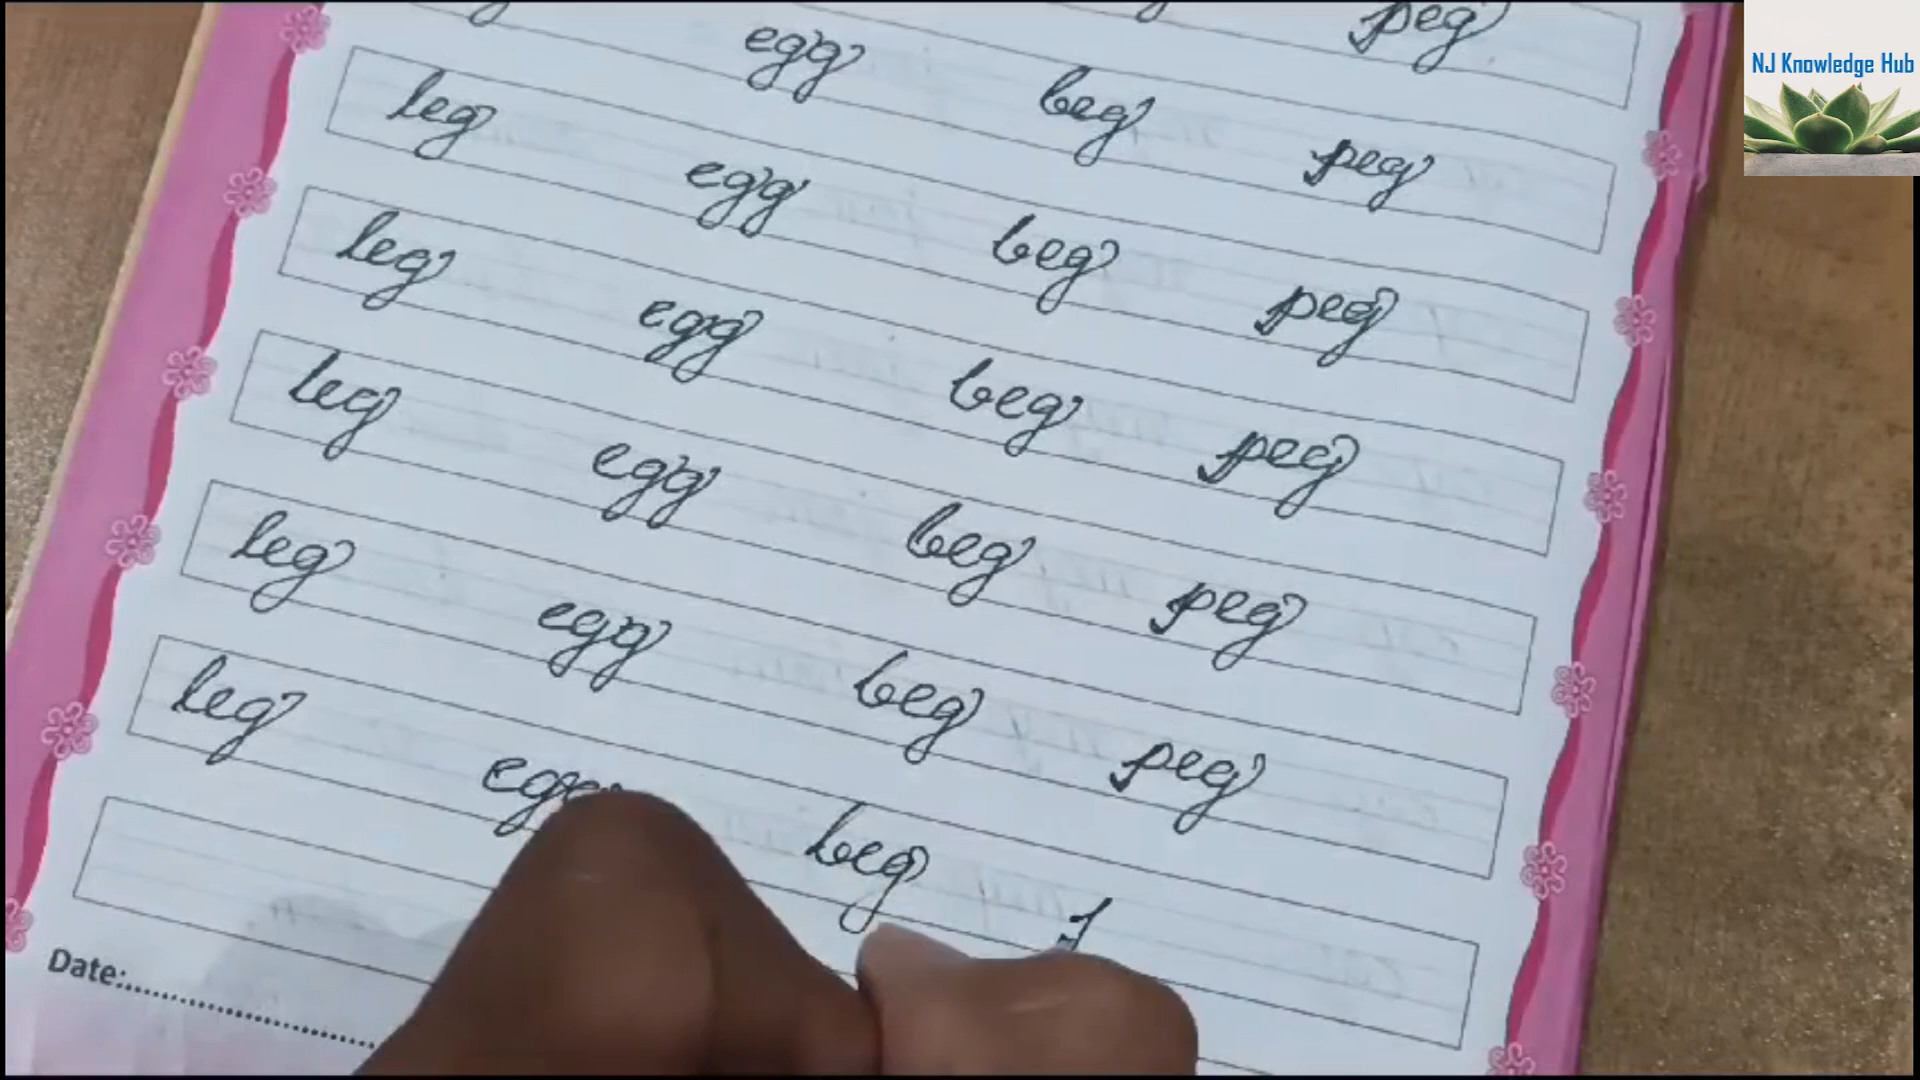 NJ Knowledge Hub
peg
egg beg peg
leg egg beg peg
leg egg beg peg
leg egg beg peg
leg egg beg peg
leg beg
Date: